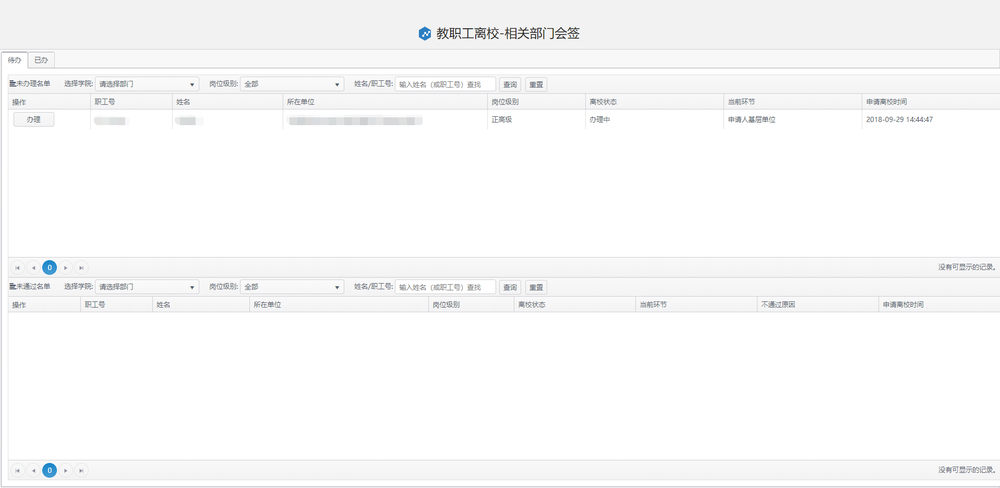 教职工离校-相关部门会签
待办 已办
未办理名单 选择学院: 请选择部门 岗位级别: 全部 姓名/职工号: 输入姓名（或职工号）查找 查询 重置
操作 职工号 姓名 所在单位 岗位级别 离校状态 当前环节 申请离校时间
办理 正高级 办理中 申请人基层单位 2018-09-29 14:44:47
0 没有可显示的记录。
未通过名单 选择学院: 请选择部门 岗位级别: 全部 姓名/职工号: 输入姓名（或职工号）查找 查询 重置
操作 职工号 姓名 所在单位 岗位级别 离校状态 当前环节 不通过原因 申请离校时间
0 没有可显示的记录。